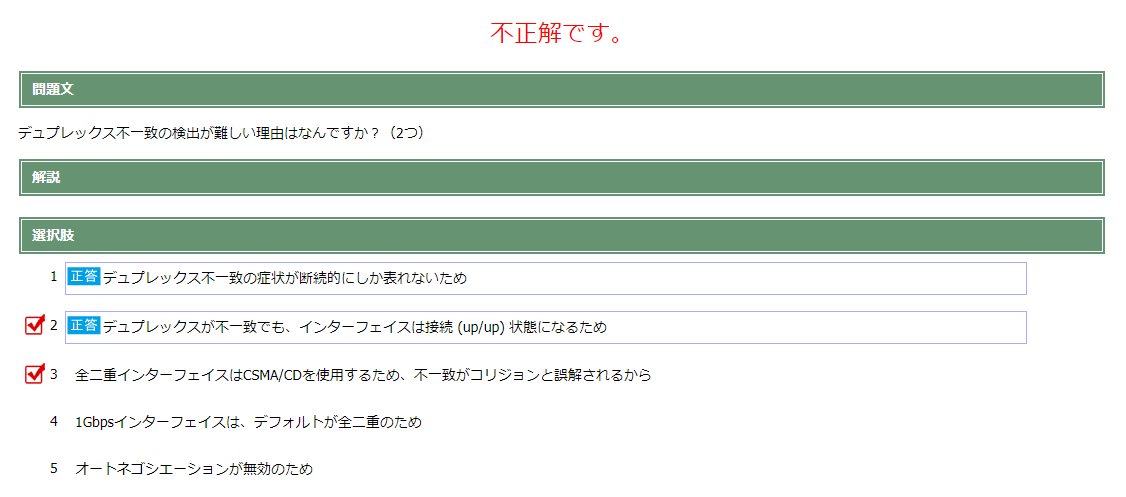 不正解です。
問題文
デュプレックス不一致の検出が難しい理由はなんですか？（2つ）
解説
選択肢
1 正答 デュプレックス不一致の症状が断続的にしか表れないため
2 正答 デュプレックスが不一致でも、インターフェイスは接続 (up/up) 状態になるため
3 全二重インターフェイスはCSMA/CDを使用するため、不一致がコリジョンと誤解されるから
4 1Gbpsインターフェイスは、デフォルトが全二重のため
5 オートネゴシエーションが無効のため